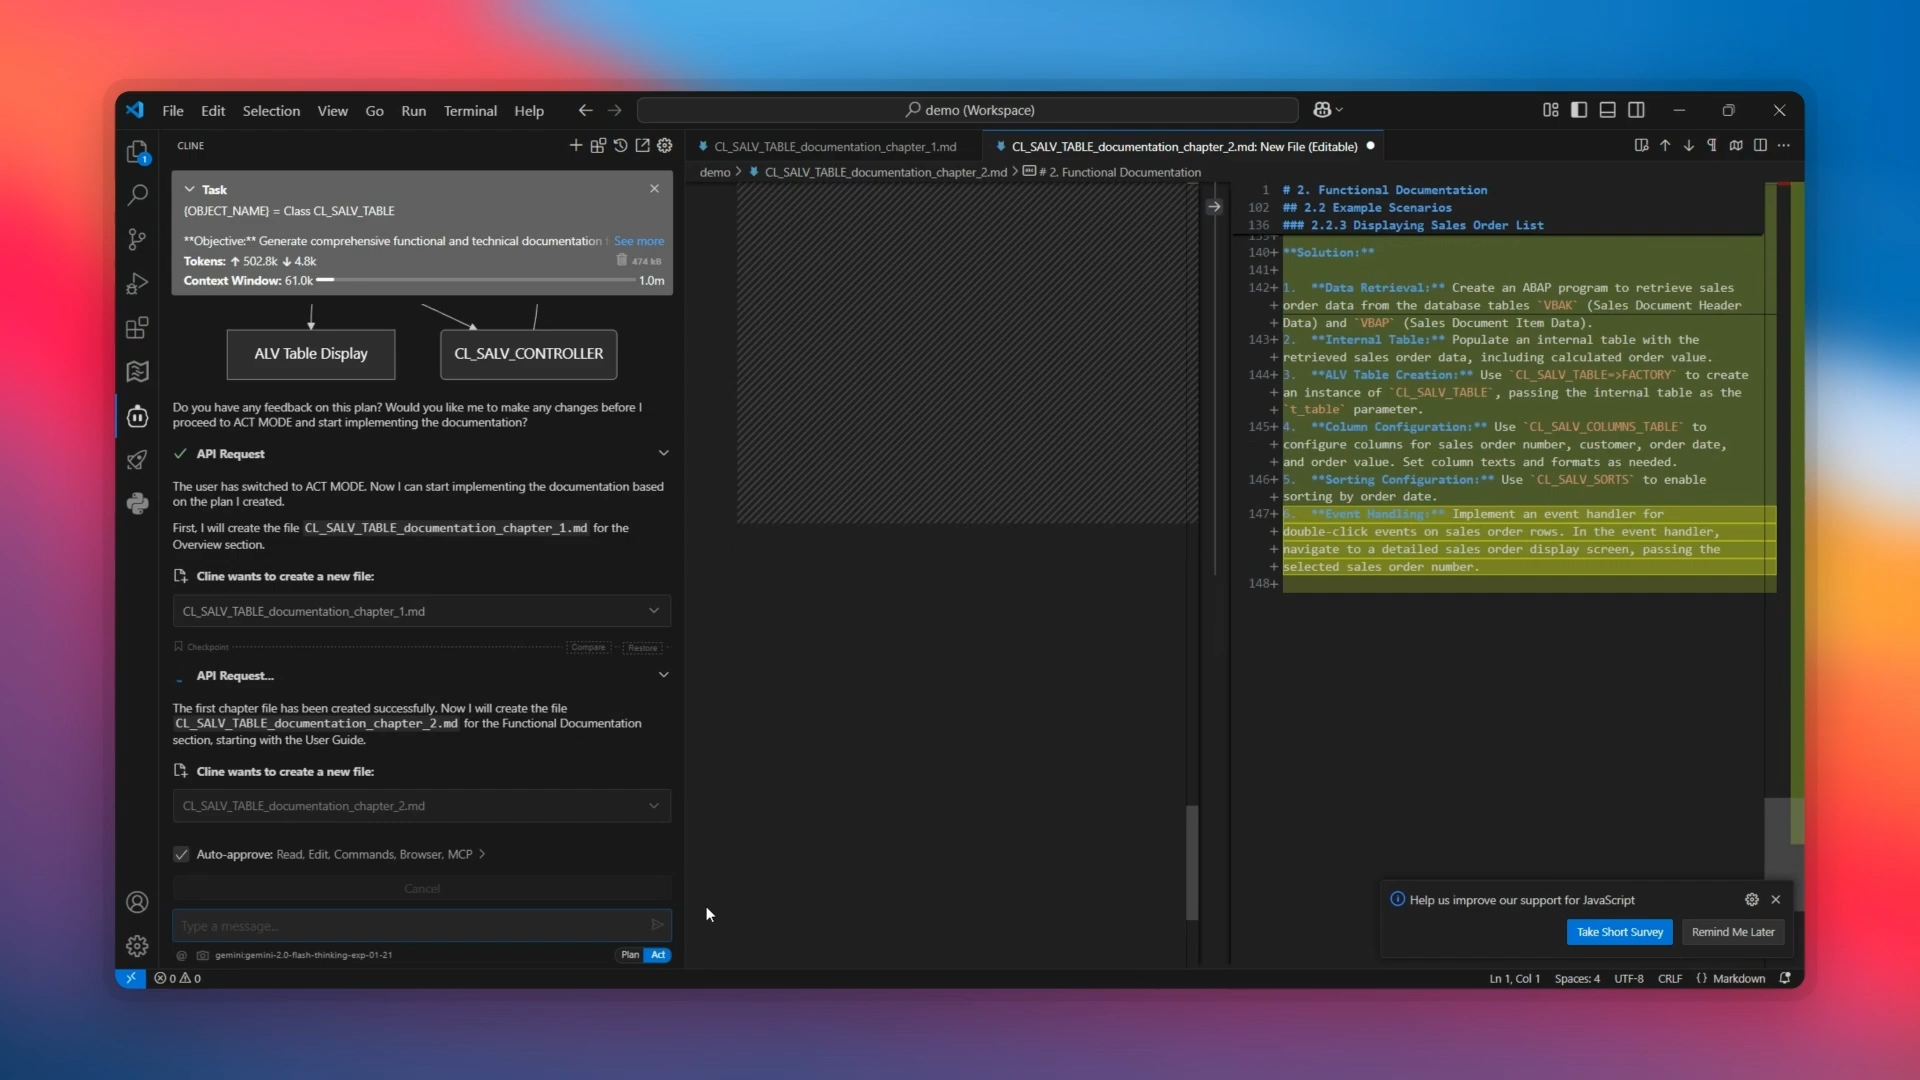 File Edit Selection View Go Run Terminal Help
demo (Workspace)
CLINE
Task
{OBJECT_NAME} = Class CL_SALV_TABLE
**Objective:** Generate comprehensive functional and technical documentation f See more
Tokens: ↑ 502.8k ↓ 4.8k 474 kB
Context Window: 61.0k 1.0m
ALV Table Display
CL_SALV_CONTROLLER
Do you have any feedback on this plan? Would you like me to make any changes before I
proceed to ACT MODE and start implementing the documentation?
API Request
The user has switched to ACT MODE. Now I can start implementing the documentation based
on the plan I created.
First, I will create the file CL_SALV_TABLE_documentation_chapter_1.md for the
Overview section.
Cline wants to create a new file:
CL_SALV_TABLE_documentation_chapter_1.md
Checkpoint Compare Restore
API Request...
The first chapter file has been created successfully. Now I will create the file
CL_SALV_TABLE_documentation_chapter_2.md for the Functional Documentation
section, starting with the User Guide.
Cline wants to create a new file:
CL_SALV_TABLE_documentation_chapter_2.md
Auto-approve: Read, Edit, Commands, Browser, MCP >
Cancel
Type a message...
@ gemini:gemini-2.0-flash-thinking-exp-01-21 Plan Act
CL_SALV_TABLE_documentation_chapter_1.md
CL_SALV_TABLE_documentation_chapter_2.md: New File (Editable)
demo > CL_SALV_TABLE_documentation_chapter_2.md > # 2. Functional Documentation
1 # 2. Functional Documentation
102 ## 2.2 Example Scenarios
136 ### 2.2.3 Displaying Sales Order List
139+
140+ **Solution:**
141+
142+ 1. **Data Retrieval:** Create an ABAP program to retrieve sales
+ order data from the database tables `VBAK` (Sales Document Header
+ Data) and `VBAP` (Sales Document Item Data).
143+ 2. **Internal Table:** Populate an internal table with the
+ retrieved sales order data, including calculated order value.
144+ 3. **ALV Table Creation:** Use `CL_SALV_TABLE=>FACTORY` to create
+ an instance of `CL_SALV_TABLE`, passing the internal table as the
+ `t_table` parameter.
145+ 4. **Column Configuration:** Use `CL_SALV_COLUMNS_TABLE` to
+ configure columns for sales order number, customer, order date,
+ and order value. Set column texts and formats as needed.
146+ 5. **Sorting Configuration:** Use `CL_SALV_SORTS` to enable
+ sorting by order date.
147+ 6. **Event Handling:** Implement an event handler for
+ double-click events on sales order rows. In the event handler,
+ navigate to a detailed sales order display screen, passing the
+ selected sales order number.
148+
Help us improve our support for JavaScript
Take Short Survey Remind Me Later
1
0 0
Ln 1, Col 1 Spaces: 4 UTF-8 CRLF {} Markdown